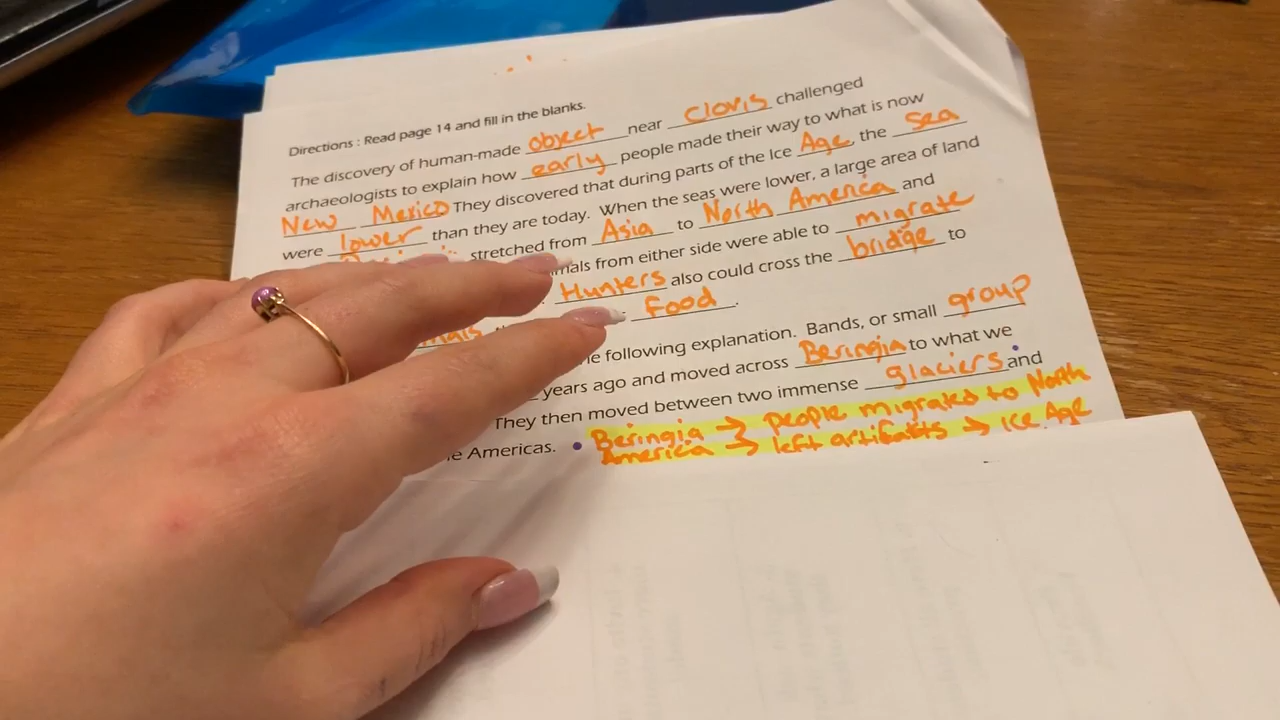 Directions : Read page 14 and fill in the blanks.
The discovery of human-made object near Clovis challenged
archaeologists to explain how early people made their way to what is now
New Mexico They discovered that during parts of the Ice Age, the sea
were lower than they are today. When the seas were lower, a large area of land
stretched from Asia to North America and
from either side were able to migrate
Hunters also could cross the bridge to
Food.
following explanation. Bands, or small group
years ago and moved across Beringia to what we
They then moved between two immense glaciers and
Americas. • Beringia → people migrated to North
America → left artifacts → Ice Age